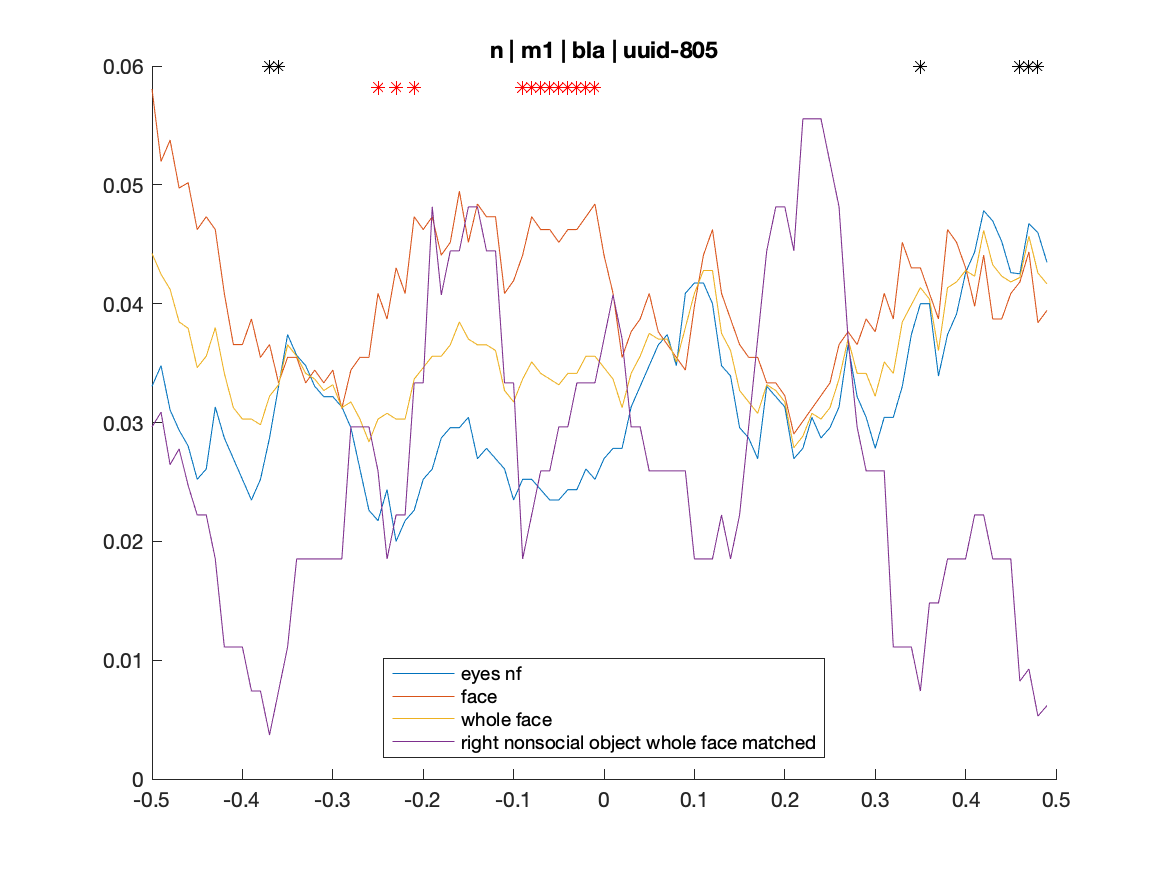 n | m1 | bla | uuid-805
0.06
0.05
0.04
0.03
0.02
0.01
0
eyes nf
face
whole face
right nonsocial object whole face matched
-0.5 -0.4 -0.3 -0.2 -0.1 0 0.1 0.2 0.3 0.4 0.5